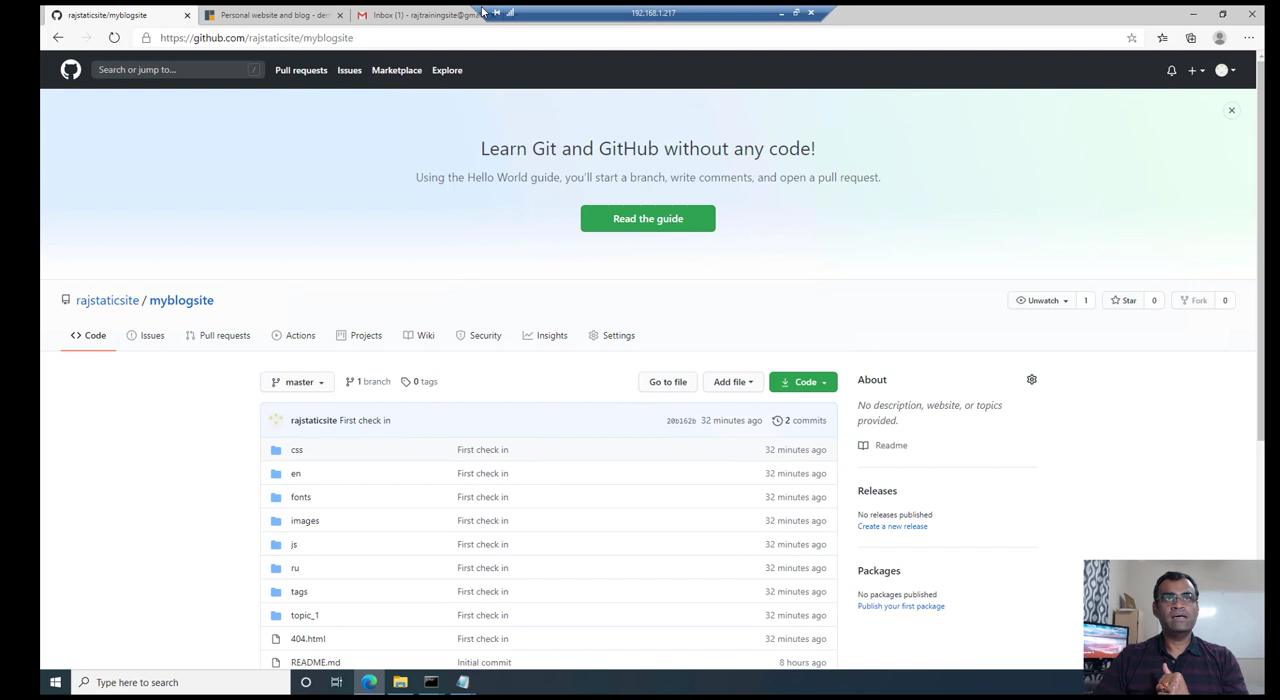 rajstaticsite/myblogsite
Personal website and blog - den
Inbox (1) - rajtrainingsite@gma
192.168.1.217
https://github.com/rajstaticsite/myblogsite
Search or jump to... /
Pull requests Issues Marketplace Explore
Learn Git and GitHub without any code!
Using the Hello World guide, you'll start a branch, write comments, and open a pull request.
Read the guide
rajstaticsite / myblogsite
Unwatch 1 Star 0 Fork 0
Code Issues Pull requests Actions Projects Wiki Security Insights Settings
master 1 branch 0 tags Go to file Add file Code
rajstaticsite First check in 20b162b 32 minutes ago 2 commits
css First check in 32 minutes ago
en First check in 32 minutes ago
fonts First check in 32 minutes ago
images First check in 32 minutes ago
js First check in 32 minutes ago
ru First check in 32 minutes ago
tags First check in 32 minutes ago
topic_1 First check in 32 minutes ago
404.html First check in 32 minutes ago
README.md Initial commit 8 hours ago
About
No description, website, or topics
provided.
Readme
Releases
No releases published
Create a new release
Packages
No packages published
Publish your first package
Type here to search